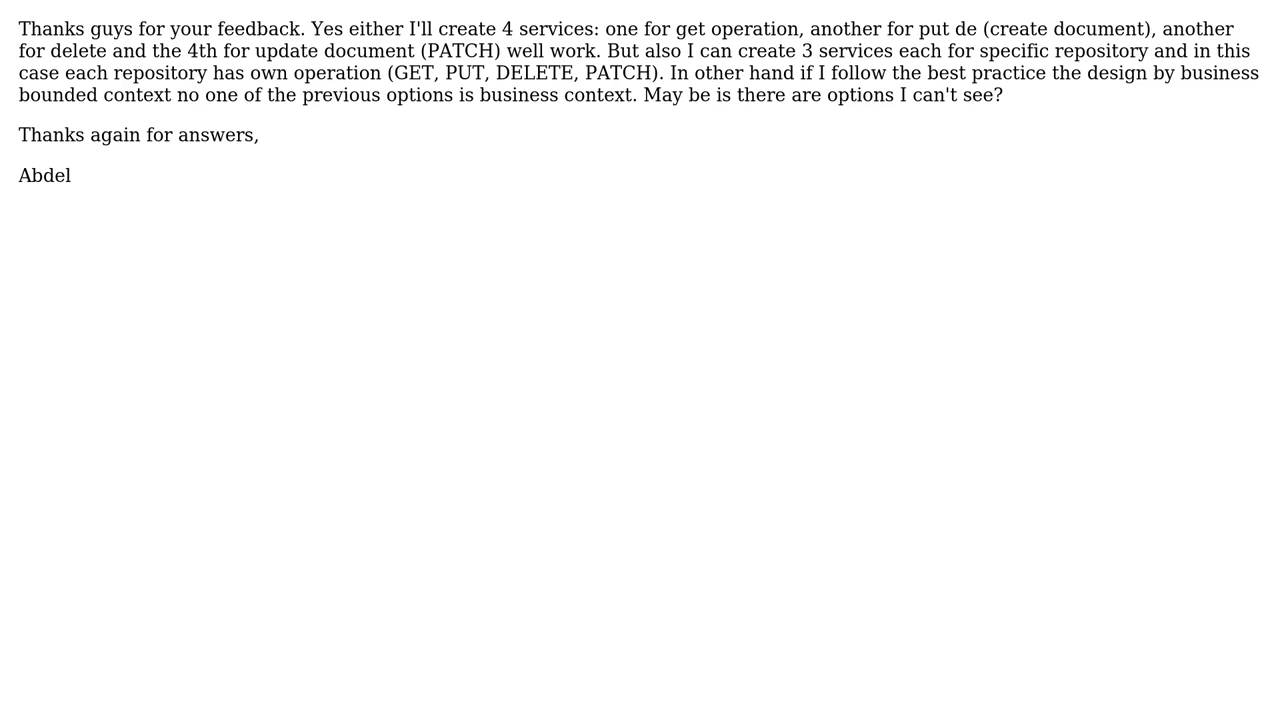 Thanks guys for your feedback. Yes either I'll create 4 services: one for get operation, another for put de (create document), another
for delete and the 4th for update document (PATCH) well work. But also I can create 3 services each for specific repository and in this
case each repository has own operation (GET, PUT, DELETE, PATCH). In other hand if I follow the best practice the design by business
bounded context no one of the previous options is business context. May be is there are options I can't see?
Thanks again for answers,
Abdel